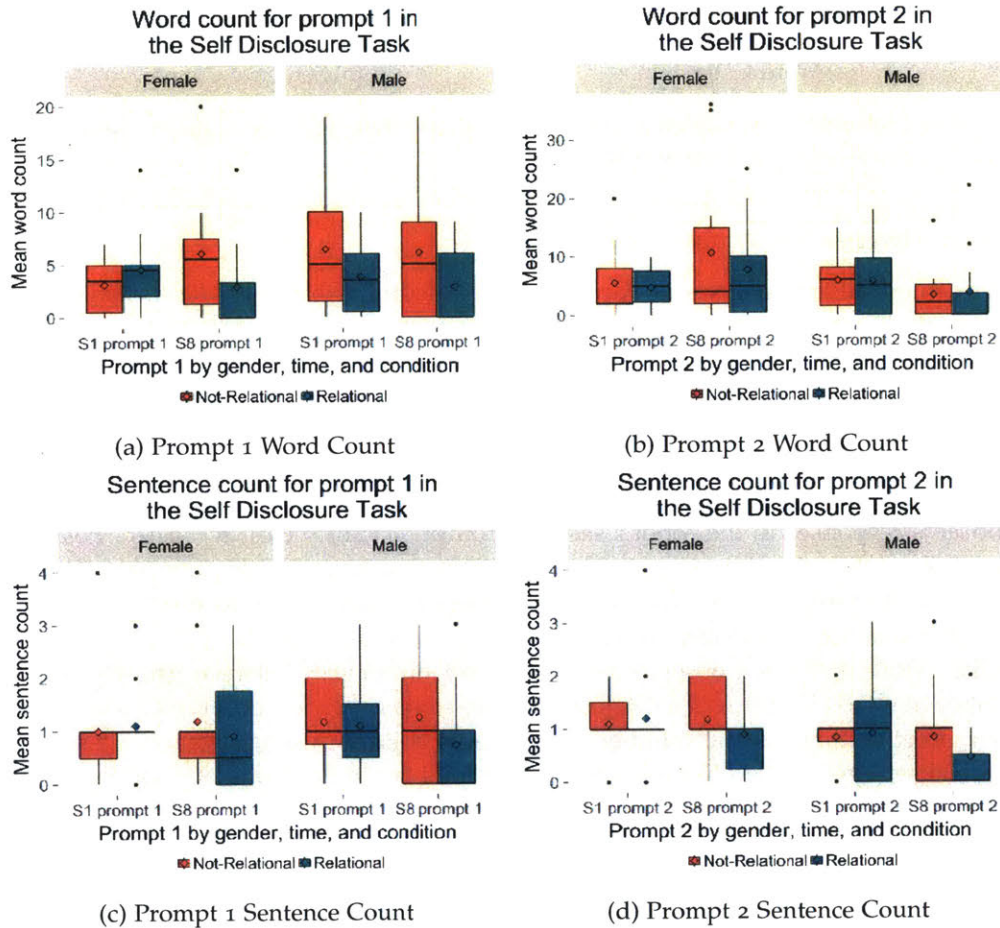 Word count for prompt 1 in
the Self Disclosure Task
Female
Male
20
15
10
5
0
Mean word count
S1 prompt 1
S8 prompt 1
S1 prompt 1
S8 prompt 1
Prompt 1 by gender, time, and condition
Not-Relational
Relational
(a) Prompt 1 Word Count
Word count for prompt 2 in
the Self Disclosure Task
Female
Male
30
20
10
0
Mean word count
S1 prompt 2
S8 prompt 2
S1 prompt 2
S8 prompt 2
Prompt 2 by gender, time, and condition
Not-Relational
Relational
(b) Prompt 2 Word Count
Sentence count for prompt 1 in
the Self Disclosure Task
Female
Male
4
3
2
1
0
Mean sentence count
S1 prompt 1
S8 prompt 1
S1 prompt 1
S8 prompt 1
Prompt 1 by gender, time, and condition
Not-Relational
Relational
(c) Prompt 1 Sentence Count
Sentence count for prompt 2 in
the Self Disclosure Task
Female
Male
4
3
2
1
0
Mean sentence count
S1 prompt 2
S8 prompt 2
S1 prompt 2
S8 prompt 2
Prompt 2 by gender, time, and condition
Not-Relational
Relational
(d) Prompt 2 Sentence Count